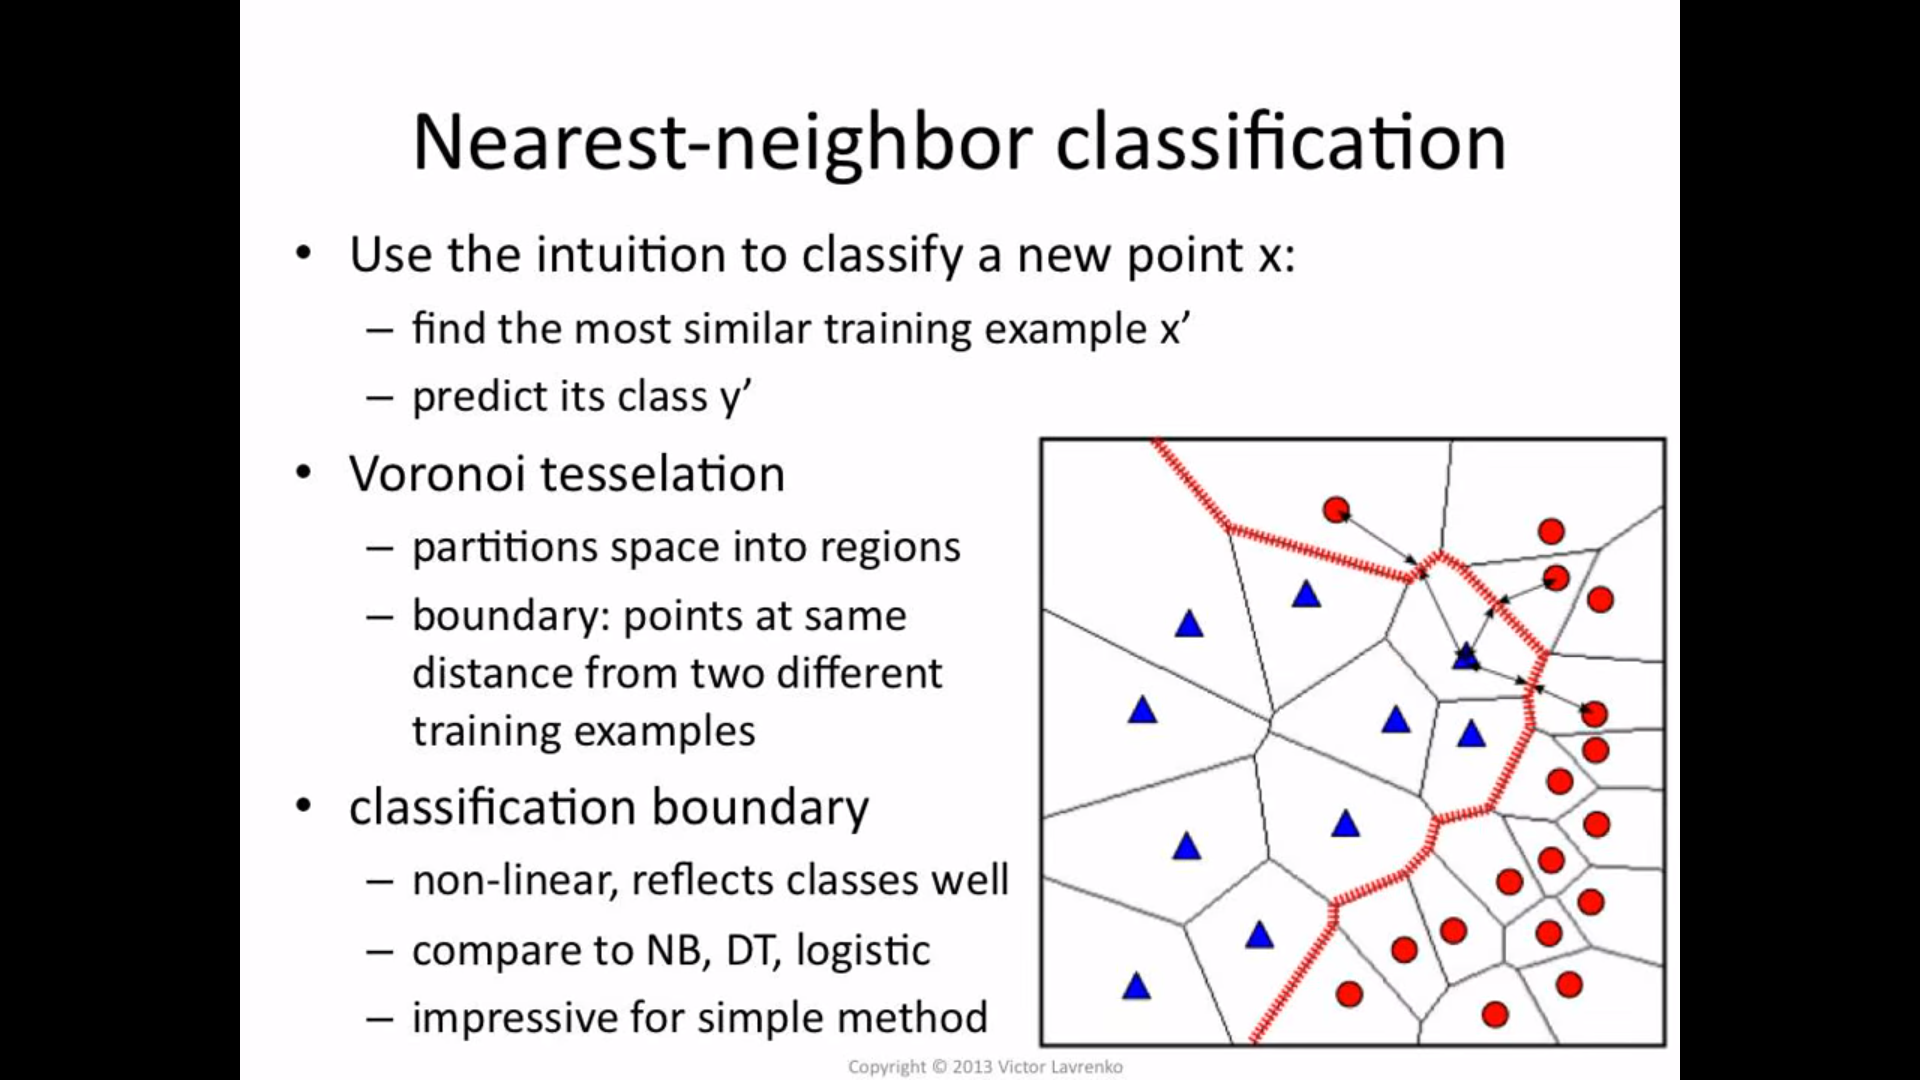 Nearest-neighbor classification
• Use the intuition to classify a new point x:
– find the most similar training example x’
– predict its class y’
• Voronoi tesselation
– partitions space into regions
– boundary: points at same
distance from two different
training examples
• classification boundary
– non-linear, reflects classes well
– compare to NB, DT, logistic
– impressive for simple method
Copyright © 2013 Victor Lavrenko